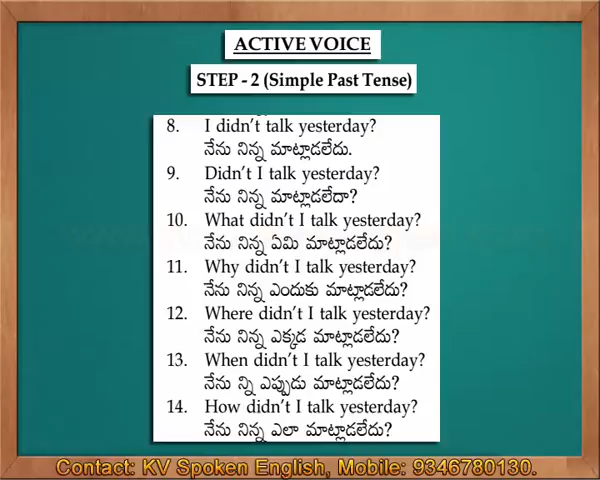 ACTIVE VOICE
STEP - 2 (Simple Past Tense)
8. I didn't talk yesterday?
నేను నిన్న మాట్లాడలేదు.
9. Didn't I talk yesterday?
నేను నిన్న మాట్లాడలేదా?
10. What didn't I talk yesterday?
నేను నిన్న ఏమి మాట్లాడలేదు?
11. Why didn't I talk yesterday?
నేను నిన్న ఎందుకు మాట్లాడలేదు?
12. Where didn't I talk yesterday?
నేను నిన్న ఎక్కడ మాట్లాడలేదు?
13. When didn't I talk yesterday?
నేను న్ని ఎప్పుడు మాట్లాడలేదు?
14. How didn't I talk yesterday?
నేను నిన్న ఎలా మాట్లాడలేదు?
Contact: KV Spoken English, Mobile: 9346780130.